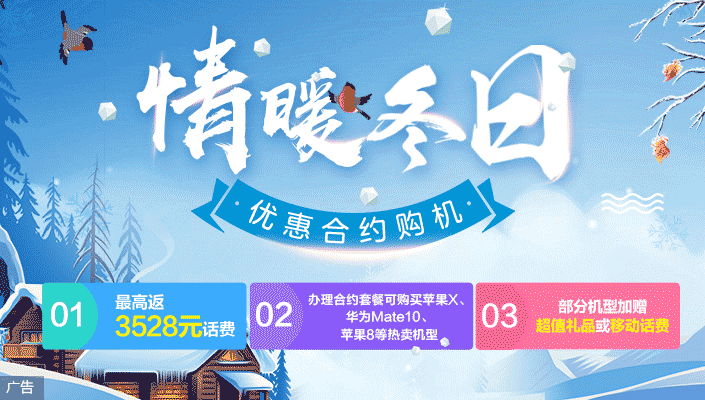 情暖冬日
·优惠合约购机·
01
最高返
3528元话费
02
办理合约套餐可购买苹果X、
华为Mate10、
苹果8等热卖机型
03
部分机型加赠
超值礼品或移动话费
广告